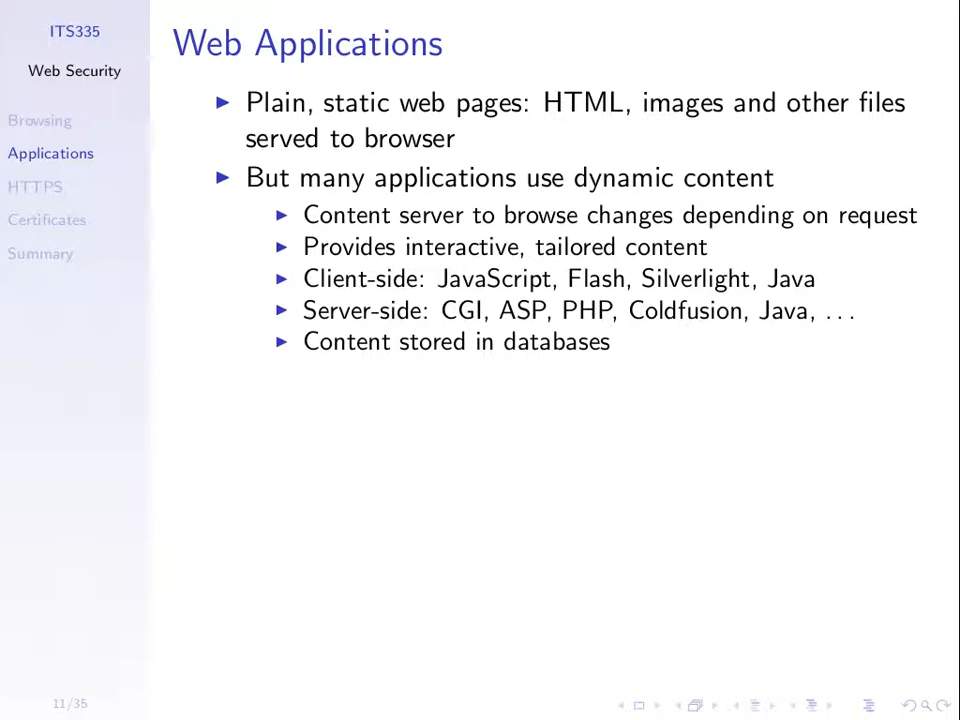 ITS335
Web Security
Browsing
Applications
HTTPS
Certificates
Summary
Web Applications
Plain, static web pages: HTML, images and other files
served to browser
But many applications use dynamic content
Content server to browse changes depending on request
Provides interactive, tailored content
Client-side: JavaScript, Flash, Silverlight, Java
Server-side: CGI, ASP, PHP, Coldfusion, Java, . . .
Content stored in databases
11/35